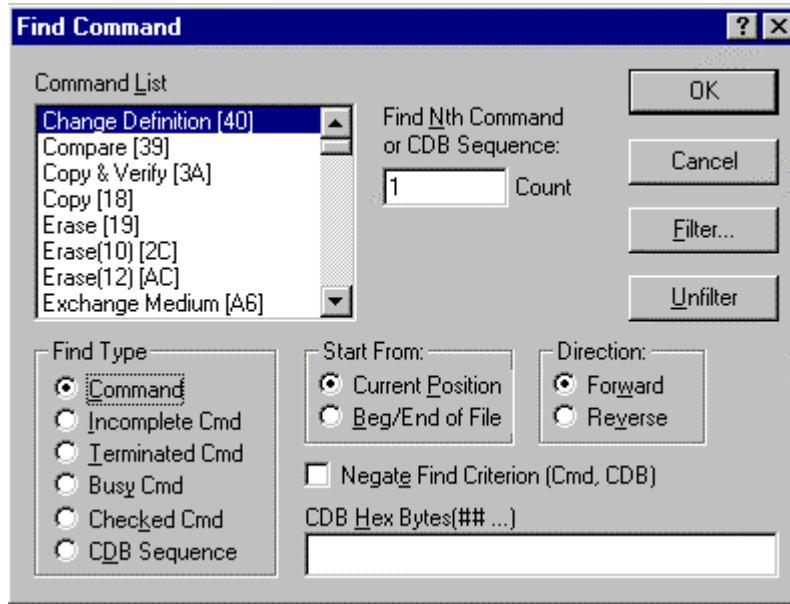 Find Command
Command List
Change Definition [40]
Compare [39]
Copy & Verify [3A]
Copy [18]
Erase [19]
Erase(10) [2C]
Erase(12) [AC]
Exchange Medium [A6]
Find Nth Command
or CDB Sequence:
1 Count
OK
Cancel
Filter...
Unfilter
Find Type
Command
Incomplete Cmd
Terminated Cmd
Busy Cmd
Checked Cmd
CDB Sequence
Start From:
Current Position
Beg/End of File
Direction:
Forward
Reverse
Negate Find Criterion (Cmd, CDB)
CDB Hex Bytes(## ...)